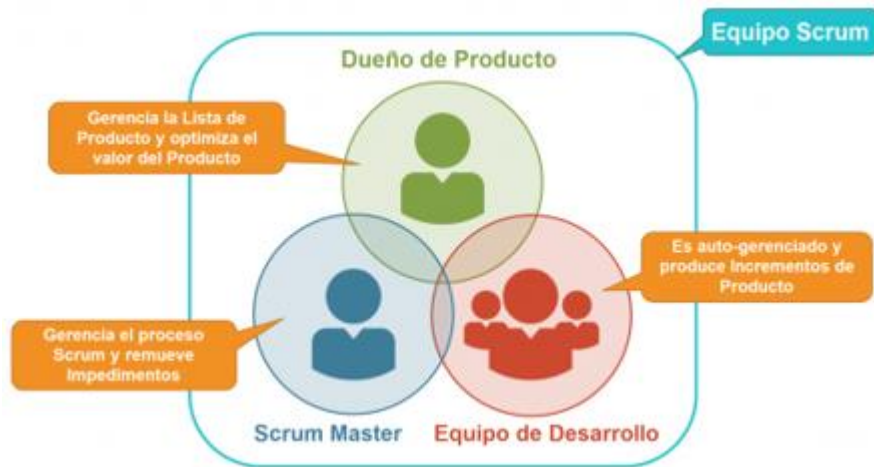 Equipo Scrum
Dueño de Producto
Gerencia la Lista de
Producto y optimiza el
valor del Producto
Es auto-gerenciado y
produce Incrementos de
Producto
Gerencia el proceso
Scrum y remueve
Impedimentos
Scrum Master
Equipo de Desarrollo